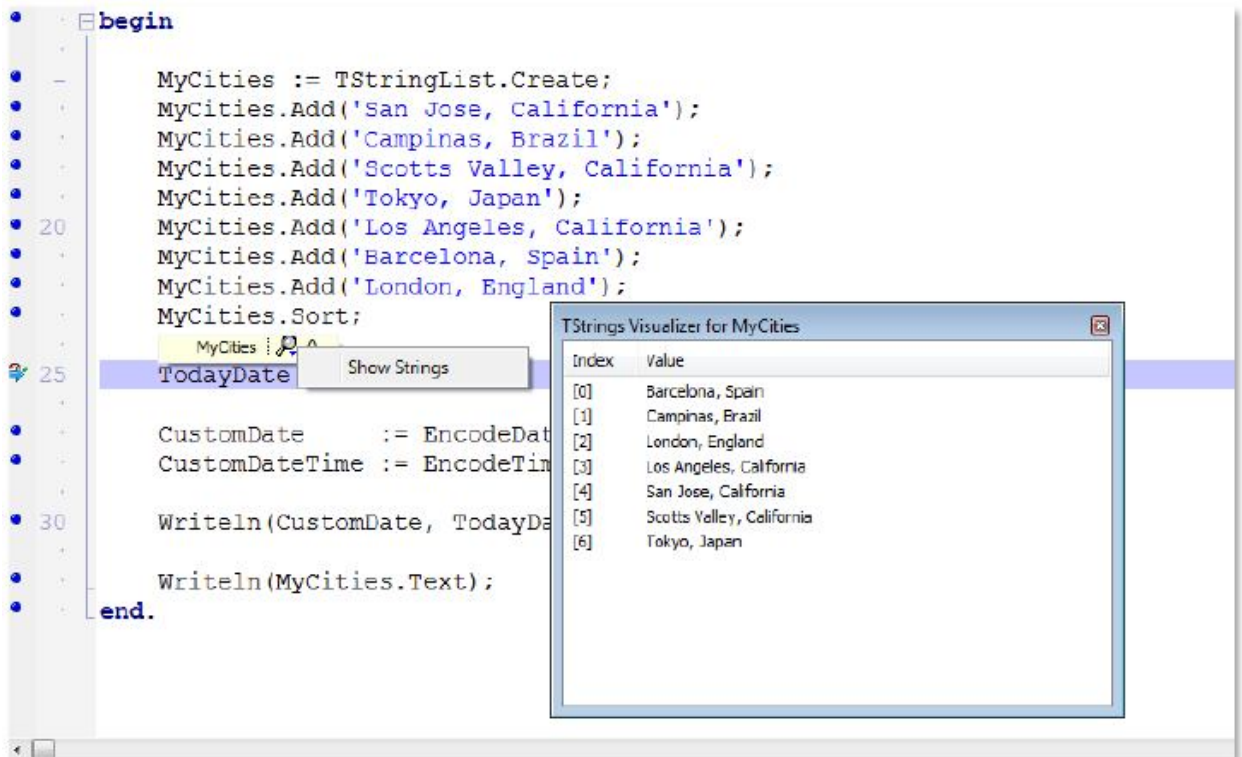 begin
MyCities := TStringList.Create;
MyCities.Add('San Jose, California');
MyCities.Add('Campinas, Brazil');
MyCities.Add('Scotts Valley, California');
MyCities.Add('Tokyo, Japan');
20 MyCities.Add('Los Angeles, California');
MyCities.Add('Barcelona, Spain');
MyCities.Add('London, England');
MyCities.Sort;
MyCities
Show Strings
25 TodayDate
CustomDate := EncodeDat
CustomDateTime := EncodeTim
30 Writeln(CustomDate, TodayDa
Writeln(MyCities.Text);
end.
TStrings Visualizer for MyCities
Index Value
[0] Barcelona, Spain
[1] Campinas, Brazil
[2] London, England
[3] Los Angeles, California
[4] San Jose, California
[5] Scotts Valley, California
[6] Tokyo, Japan